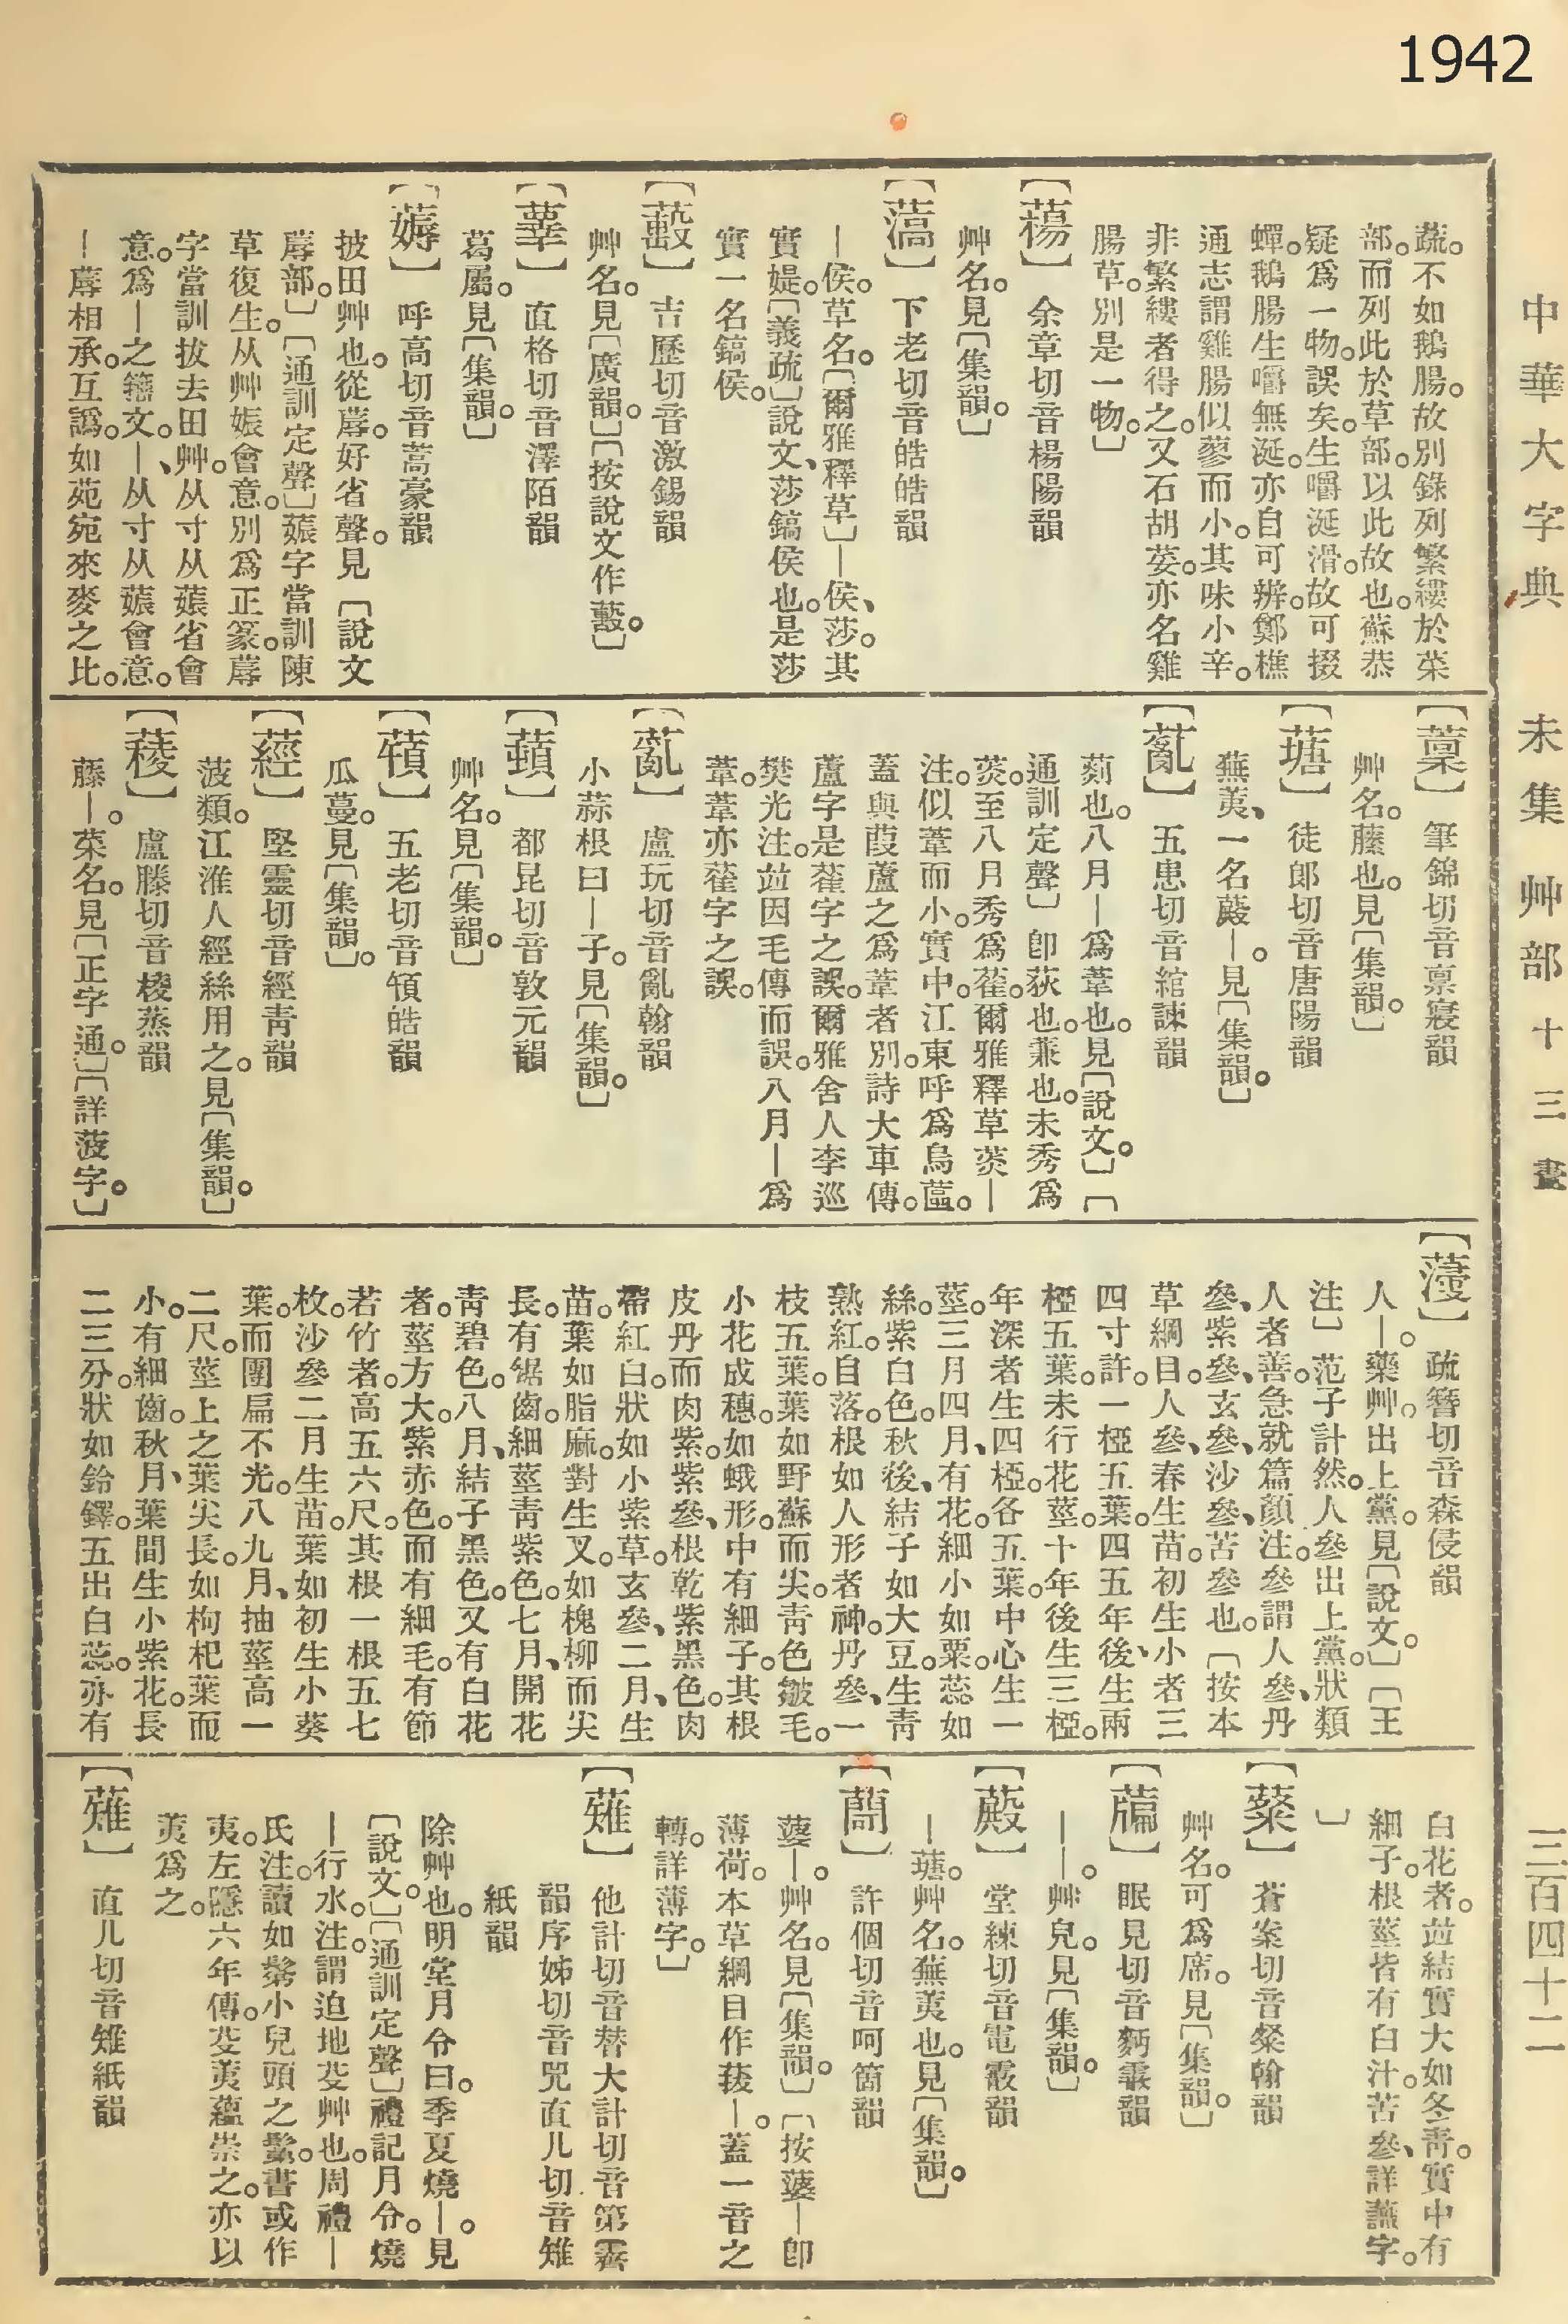 1942
中華大字典　未集　艸部　十三畫　三百四十二
蔬。不如鵝腸。故別錄列繁縷於菜
部。而列此於草部。以此故也。蘇恭
疑爲一物。誤矣。生嚼涎滑。故可掇
蟬。鵝腸生嚼無涎。亦自可辨。鄭樵
通志謂雞腸似蓼而小。其味小辛。
非繁縷者得之。又石胡荽。亦名雞
腸草。別是一物。〕
【䕋】余章切音楊陽韻
艸名。見〔集韻。〕
【薃】下老切音皓皓韻
｜侯。草名。〔爾雅釋草〕｜侯、莎。其
實媞。〔義疏〕說文、莎鎬侯也。是莎
實一名鎬侯。
【藙】吉歷切音激錫韻
艸名。見〔廣韻。〕〔按說文作藙。〕
【蕼】直格切音澤陌韻
葛屬。見〔集韻。〕
【薅】呼高切音蒿豪韻
披田艸也。從蓐。好省聲。見〔說文
蓐部。〕〔通訓定聲〕薅字當訓陳
草復生。从艸娠會意。別爲正篆。蓐
字當訓拔去田艸。从寸从薅省會
意。爲｜之籒文。｜、从寸从薅會意。
｜蓐相承。互譌。如苑宛來麥之比。
【薹】筆錦切音禀寢韻
艸名。藤也。見〔集韻。〕
【䔶】徒郎切音唐陽韻
蕪荑、一名蕟｜。見〔集韻。〕
【薍】五患切音綰諫韻
菿也。八月｜爲葦也。見〔說文。〕〔
通訓定聲〕卽荻也。蒹也。未秀爲
菼。至八月秀爲萑。爾雅釋草菼｜
注。似葦而小。實中。江東呼爲烏蓲。
蓋與葭蘆之爲葦者別。詩大車傳。
蘆字是萑字之誤。爾雅舍人李巡
樊光注。竝因毛傳而誤。八月｜爲
葦。葦亦萑字之誤。
【薍】盧玩切音亂翰韻
小蒜根曰｜子。見〔集韻。〕
【蘋】都昆切音敦元韻
艸名。見〔集韻。〕
【䕀】五老切音頟皓韻
瓜蔓。見〔集韻。〕
【蕠】堅靈切音經靑韻
菠類。江淮人經絲用之。見〔集韻。〕
【薐】盧滕切音棱蒸韻
藤｜。菜名。見〔正字通。〕〔詳菠字。〕
【薓】疏簪切音森侵韻
人｜。藥艸。出上黨。見〔說文。〕〔王
注〕范子計然。人參出上黨。狀類
人者善。急就篇顏注。參謂人參、丹
參、紫參、玄參、沙參、苦參也。〔按本
草綱目。人參、春生苗。初生小者三
四寸許。一椏五葉。四五年後、生兩
椏五葉。未行花莖。十年後生三椏。
年深者生四椏。各五葉。中心生一
莖。三月四月、有花。細小如粟。蕊如
絲。紫白色。秋後、結子如大豆。生靑
熟紅。自落。根如人形者神。丹參、一
枝五葉。葉如野蘇而尖。靑色皺毛。
小花成穗。如蛾形。中有細子。其根
皮丹而肉紫。紫參、根乾紫黑色。肉
帶紅白。狀如小紫草。玄參、二月、生
苗。葉如脂麻。對生叉。如槐柳而尖
長。有鋸齒。細莖靑紫色。七月、開花
靑碧色。八月、結子黑色。又有白花
者。莖方大。紫赤色。而有細毛。有節
若竹者。高五六尺。其根一根五七
枚。沙參二月生苗。葉如初生小葵
葉。而團扁不光。八九月、抽莖高一
二尺。莖上之葉尖長。如枸杞葉而
小。有細齒。秋月、葉間生小紫花。長
二三分。狀如鈴鐸。五出白蕊。亦有
白花者。竝結實大如冬靑。實中有
細子。根莖皆有白汁。苦參、詳蕪字。
〕
【薒】蒼案切音粲翰韻
艸名。可爲席。見〔集韻。〕
【䕕】眠見切音麪霰韻
｜｜。艸皃。見〔集韻。〕
【蕟】堂練切音電霰韻
｜䔶。艸名。蕪荑也。見〔集韻。〕
【䕒】許個切音呵箇韻
蔢｜。艸名。見〔集韻。〕〔按蔢｜卽
薄荷。本草綱目作菝｜。蓋一音之
轉。詳薄字。〕
【薙】他計切音替大計切音第霽
韻序姊切音兕直几切音雉
紙韻
除艸也。明堂月令曰。季夏燒｜。見
〔說文。〕〔通訓定聲〕禮記月令。燒
｜行水。注。謂迫地芟艸也。周禮｜
氏注。讀如鬀小兒頭之鬀。書或作
夷。左隱六年傳。芟夷蘊崇之。亦以
荑爲之。
【薙】直几切音雉紙韻